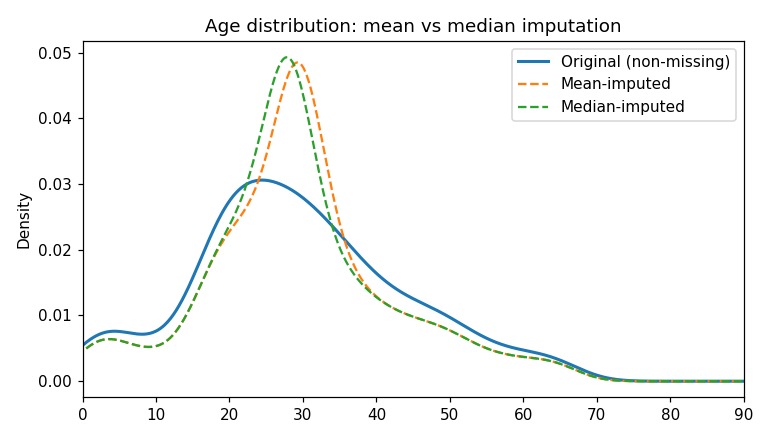 Age distribution: mean vs median imputation
Original (non-missing)
Mean-imputed
Median-imputed
Density
0.05
0.04
0.03
0.02
0.01
0.00
0 10 20 30 40 50 60 70 80 90